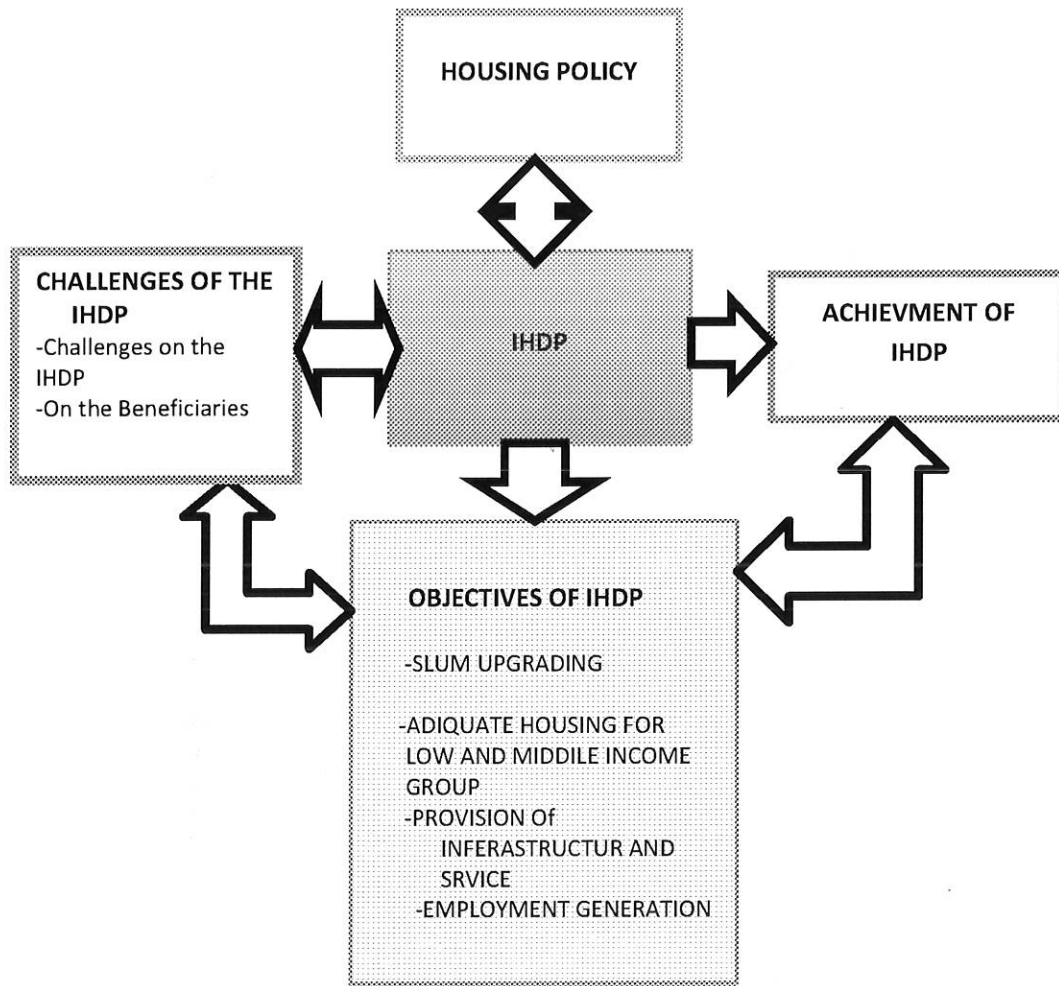 HOUSING POLICY
CHALLENGES OF THE
IHDP
-Challenges on the
IHDP
-On the Beneficiaries
IHDP
ACHIEVMENT OF
IHDP
OBJECTIVES OF IHDP
-SLUM UPGRADING
-ADIQUATE HOUSING FOR
LOW AND MIDDILE INCOME
GROUP
-PROVISION Of
INFERASTRUCTUR AND
SRVICE
-EMPLOYMENT GENERATION